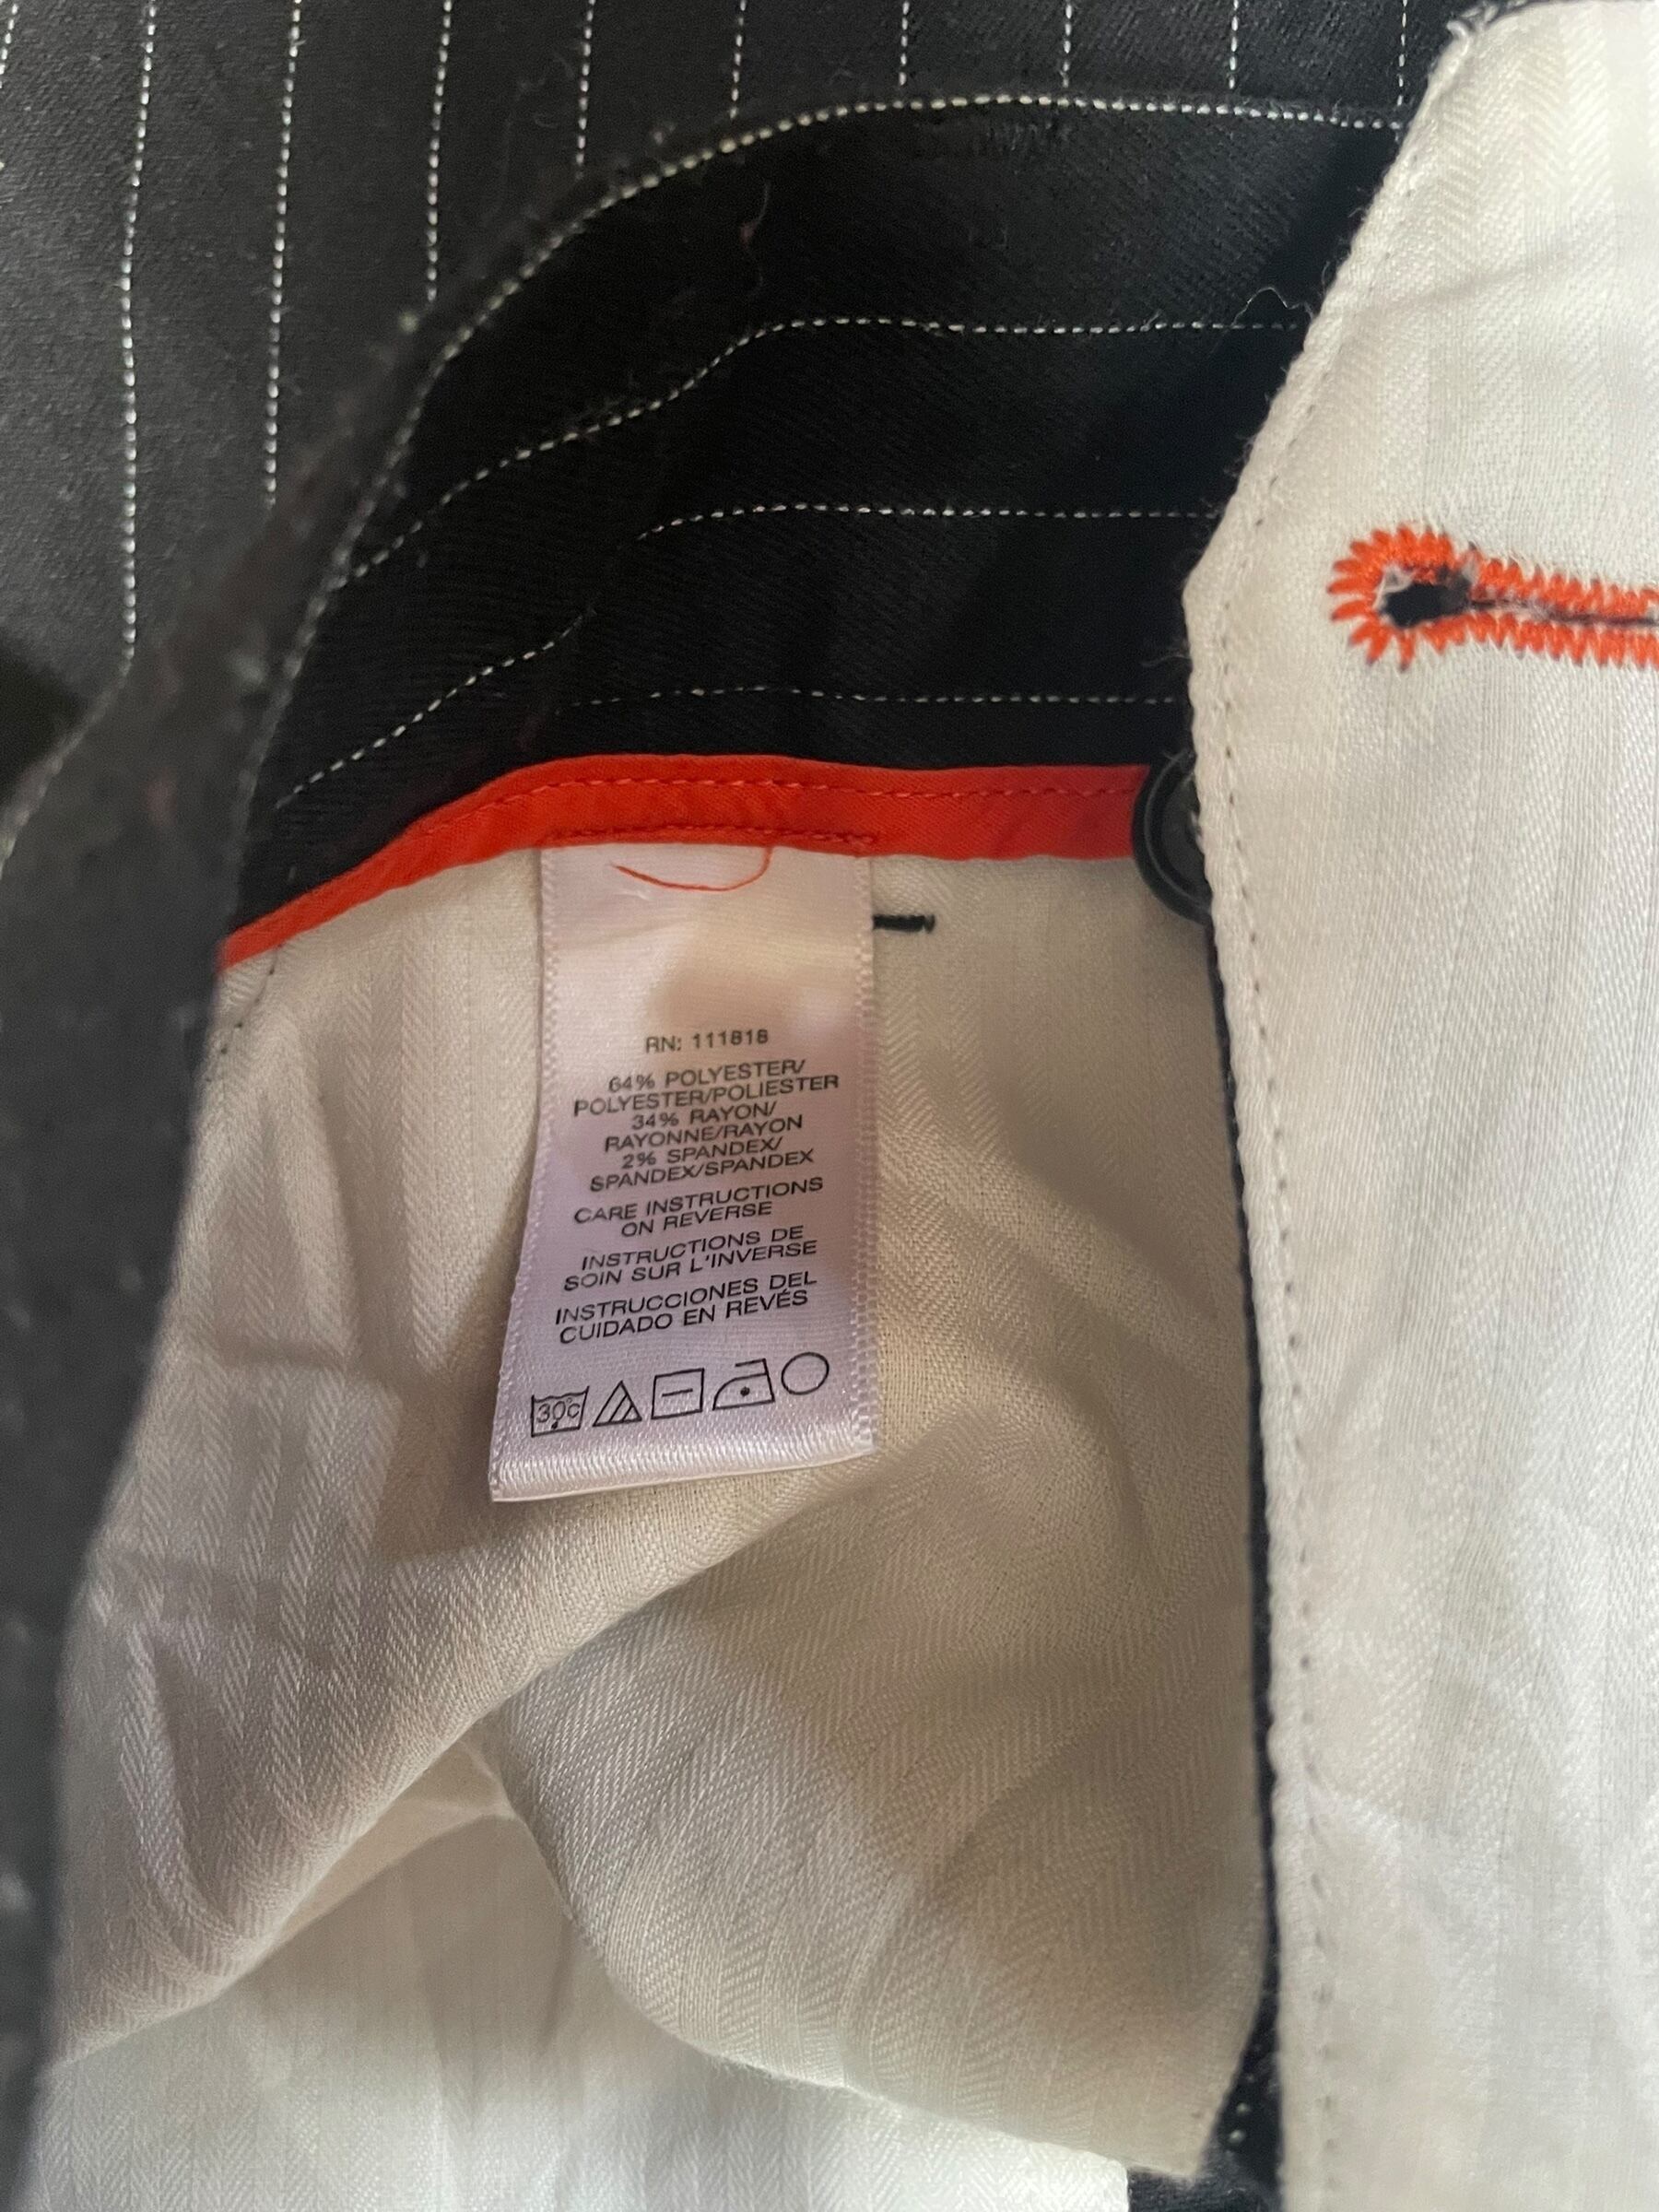 RN: 111818
64% POLYESTER/
POLYESTER/POLIESTER
34% RAYON/
RAYONNE/RAYON
2% SPANDEX/
SPANDEX/SPANDEX
CARE INSTRUCTIONS
ON REVERSE
INSTRUCTIONS DE
SOIN SUR L'INVERSE
INSTRUCCIONES DEL
CUIDADO EN REVÉS
30c